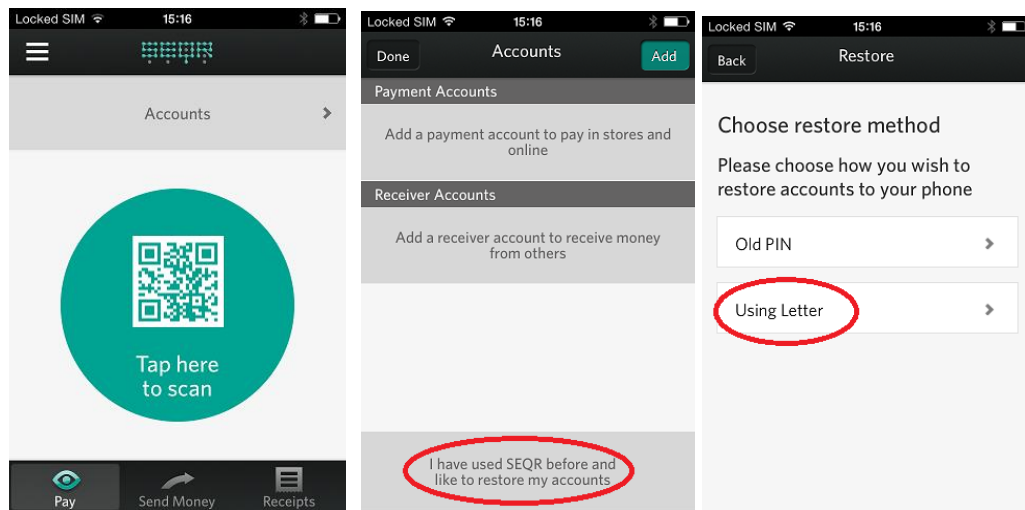 Locked SIM 15:16
SEQR
Accounts
Tap here
to scan
Pay Send Money Receipts
Locked SIM 15:16
Done Accounts Add
Payment Accounts
Add a payment account to pay in stores and
online
Receiver Accounts
Add a receiver account to receive money
from others
I have used SEQR before and
like to restore my accounts
Locked SIM 15:16
Back Restore
Choose restore method
Please choose how you wish to
restore accounts to your phone
Old PIN
Using Letter